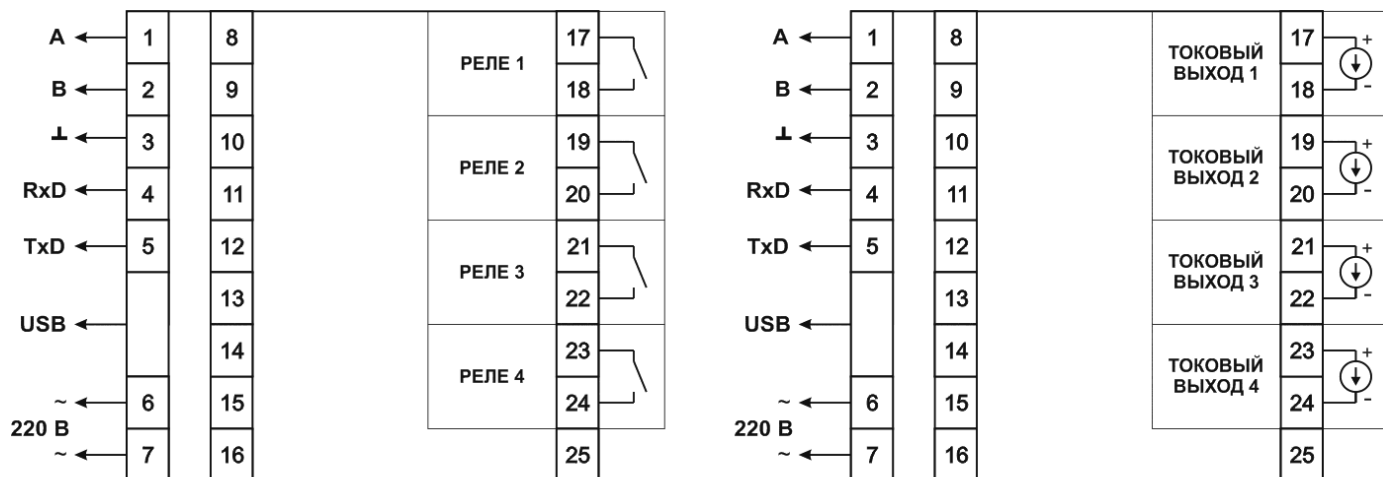 A 1 8 РЕЛЕ 1 17
B 2 9 18
⊥ 3 10 РЕЛЕ 2 19
RxD 4 11 20
TxD 5 12 РЕЛЕ 3 21
13 22
USB
14 РЕЛЕ 4 23
~ 6 15 24
220 В
~ 7 16 25
A 1 8 ТОКОВЫЙ 17 +
B 2 9 ВЫХОД 1 18 -
⊥ 3 10 ТОКОВЫЙ 19 +
RxD 4 11 ВЫХОД 2 20 -
TxD 5 12 ТОКОВЫЙ 21 +
13 ВЫХОД 3 22 -
USB
14 ТОКОВЫЙ 23 +
~ 6 15 ВЫХОД 4 24 -
220 В
~ 7 16 25